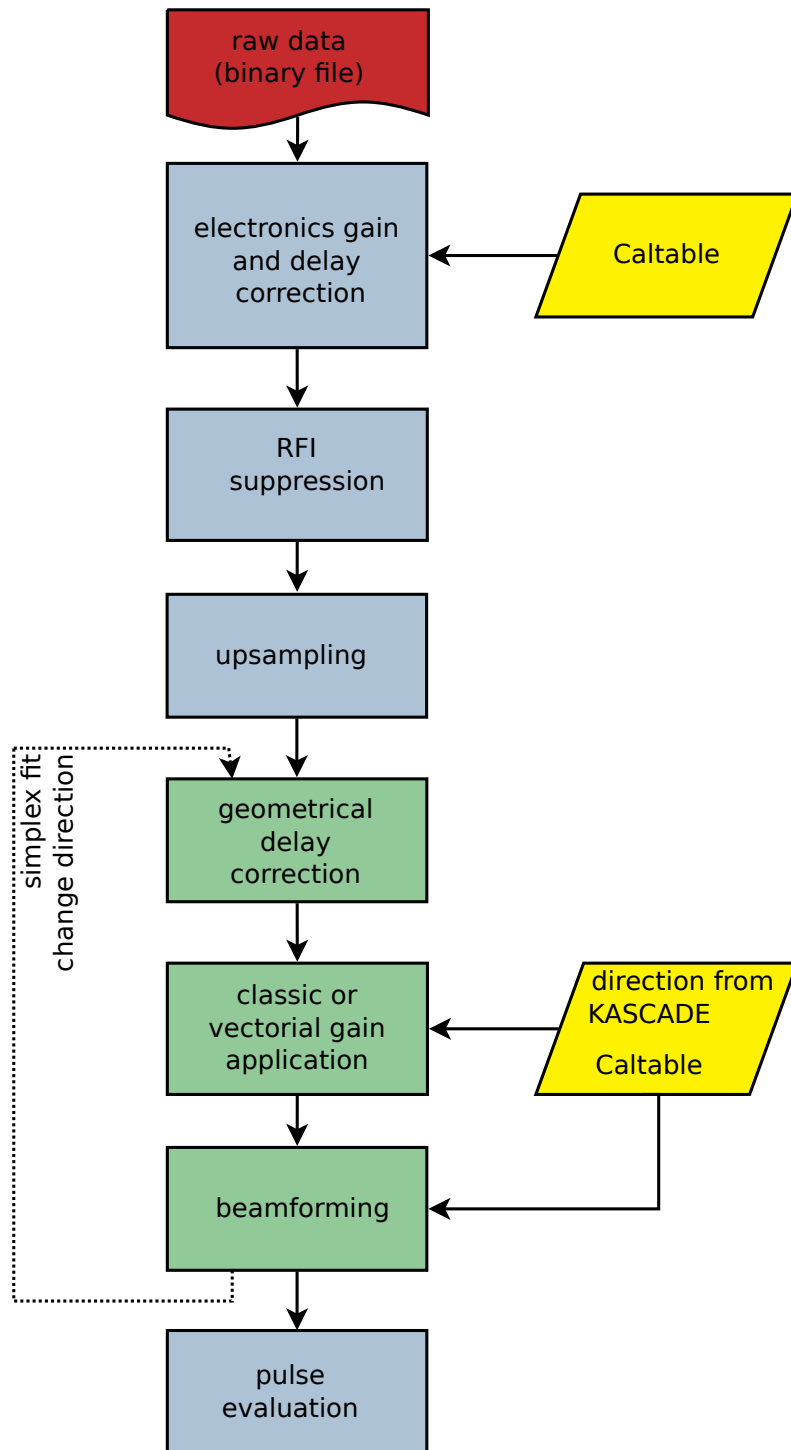 raw data
(binary file)
electronics gain
and delay
correction
Caltable
RFI
suppression
upsampling
simplex fit
change direction
geometrical
delay
correction
classic or
vectorial gain
application
direction from
KASCADE
Caltable
beamforming
pulse
evaluation